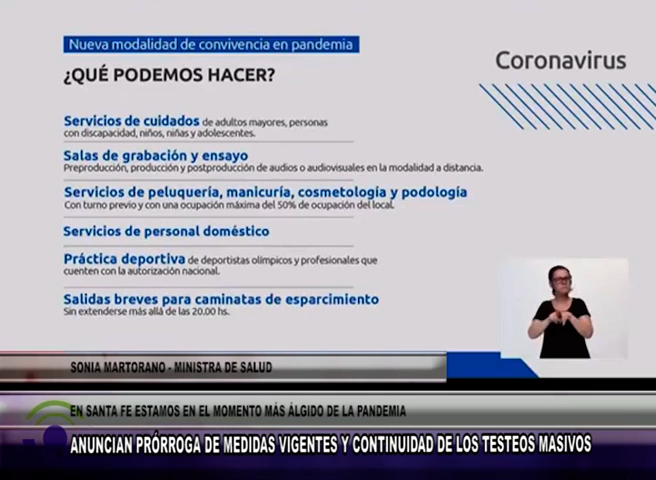 Nueva modalidad de convivencia en pandemia
¿QUÉ PODEMOS HACER?
Coronavirus
Servicios de cuidados de adultos mayores, personas
con discapacidad, niños, niñas y adolescentes.
Salas de grabación y ensayo
Preproducción, producción y postproducción de audios o audiovisuales en la modalidad a distancia.
Servicios de peluquería, manicuría, cosmetología y podología
Con turno previo y con una ocupación máxima del 50% de ocupación del local.
Servicios de personal doméstico
Práctica deportiva de deportistas olímpicos y profesionales que
cuenten con la autorización nacional.
Salidas breves para caminatas de esparcimiento
Sin extenderse más allá de las 20.00 hs.
SONIA MARTORANO - MINISTRA DE SALUD
EN SANTA FE ESTAMOS EN EL MOMENTO MÁS ÁLGIDO DE LA PANDEMIA
ANUNCIAN PRÓRROGA DE MEDIDAS VIGENTES Y CONTINUIDAD DE LOS TESTEOS MASIVOS